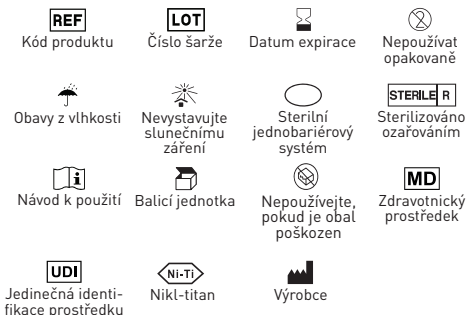 REF
LOT
2
Kód produktu
Číslo šarže
Datum expirace
Nepoužívat
opakovaně
STERILE R
Obavy z vlhkosti
Nevystavujte
slunečnímu
záření
Sterilní
jednobariérový
systém
Sterilizováno
ozařováním
i
MD
Návod k použití
Balicí jednotka
Nepoužívejte,
pokud je obal
poškozen
Zdravotnický
prostředek
UDI
Ni-Ti
Jedinečná identi-
fikace prostředku
Nikl-titan
Výrobce